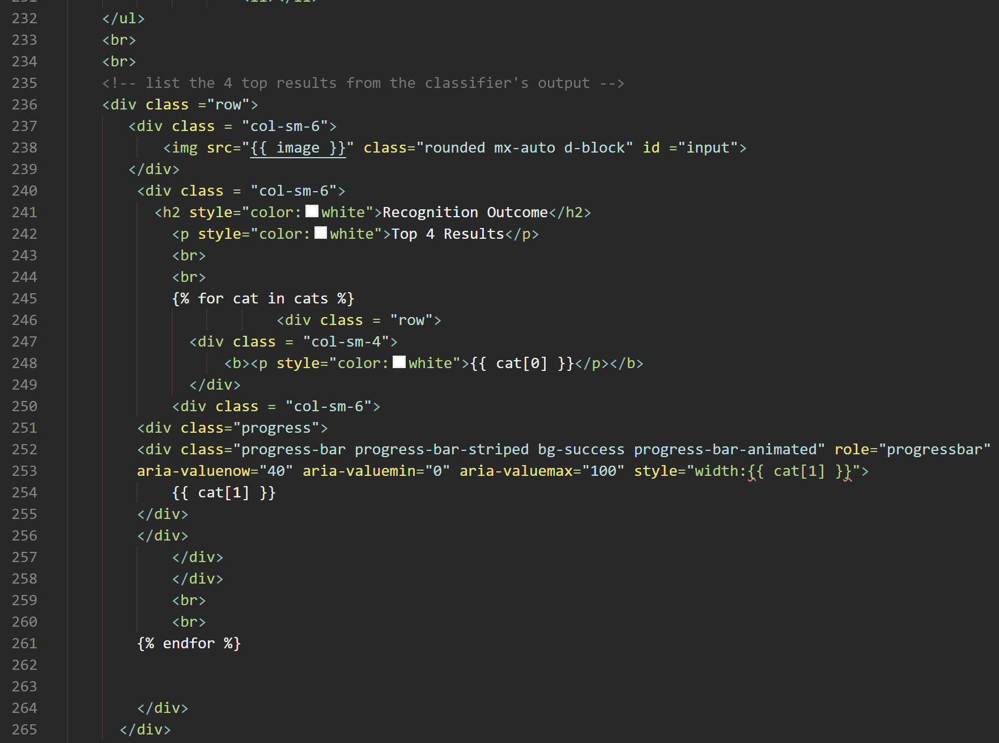 231 <li></li>
232 </ul>
233 <br>
234 <br>
235 <!-- list the 4 top results from the classifier's output -->
236 <div class ="row">
237 <div class = "col-sm-6">
238 <img src="{{ image }}" class="rounded mx-auto d-block" id ="input">
239 </div>
240 <div class = "col-sm-6">
241 <h2 style="color:white">Recognition Outcome</h2>
242 <p style="color:white">Top 4 Results</p>
243 <br>
244 <br>
245 {% for cat in cats %}
246 <div class = "row">
247 <div class = "col-sm-4">
248 <b><p style="color:white">{{ cat[0] }}</p></b>
249 </div>
250 <div class = "col-sm-6">
251 <div class="progress">
252 <div class="progress-bar progress-bar-striped bg-success progress-bar-animated" role="progressbar"
253 aria-valuenow="40" aria-valuemin="0" aria-valuemax="100" style="width:{{ cat[1] }}">
254 {{ cat[1] }}
255 </div>
256 </div>
257 </div>
258 </div>
259 <br>
260 <br>
261 {% endfor %}
262
263
264 </div>
265 </div>